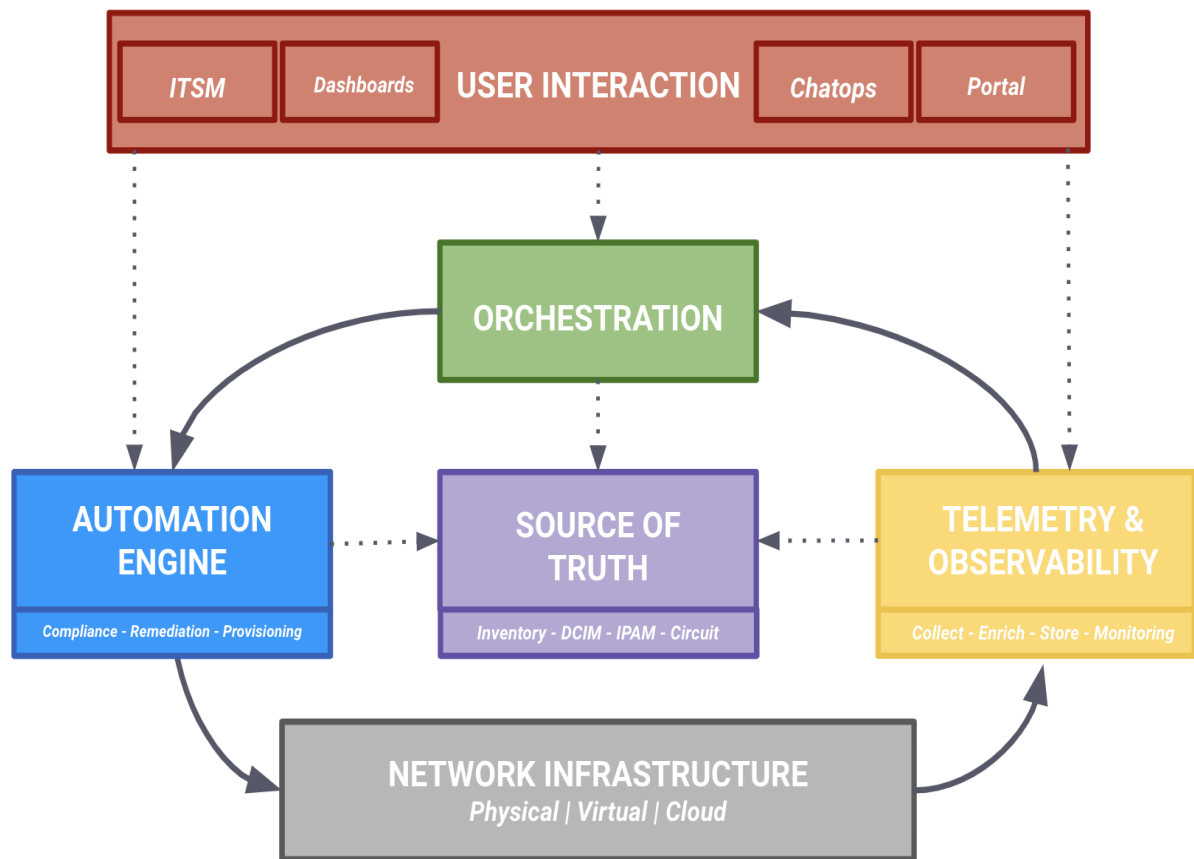 ITSM
Dashboards
USER INTERACTION
Chatops
Portal
ORCHESTRATION
AUTOMATION
ENGINE
Compliance - Remediation - Provisioning
SOURCE OF
TRUTH
Inventory - DCIM - IPAM - Circuit
TELEMETRY &
OBSERVABILITY
Collect - Enrich - Store - Monitoring
NETWORK INFRASTRUCTURE
Physical | Virtual | Cloud